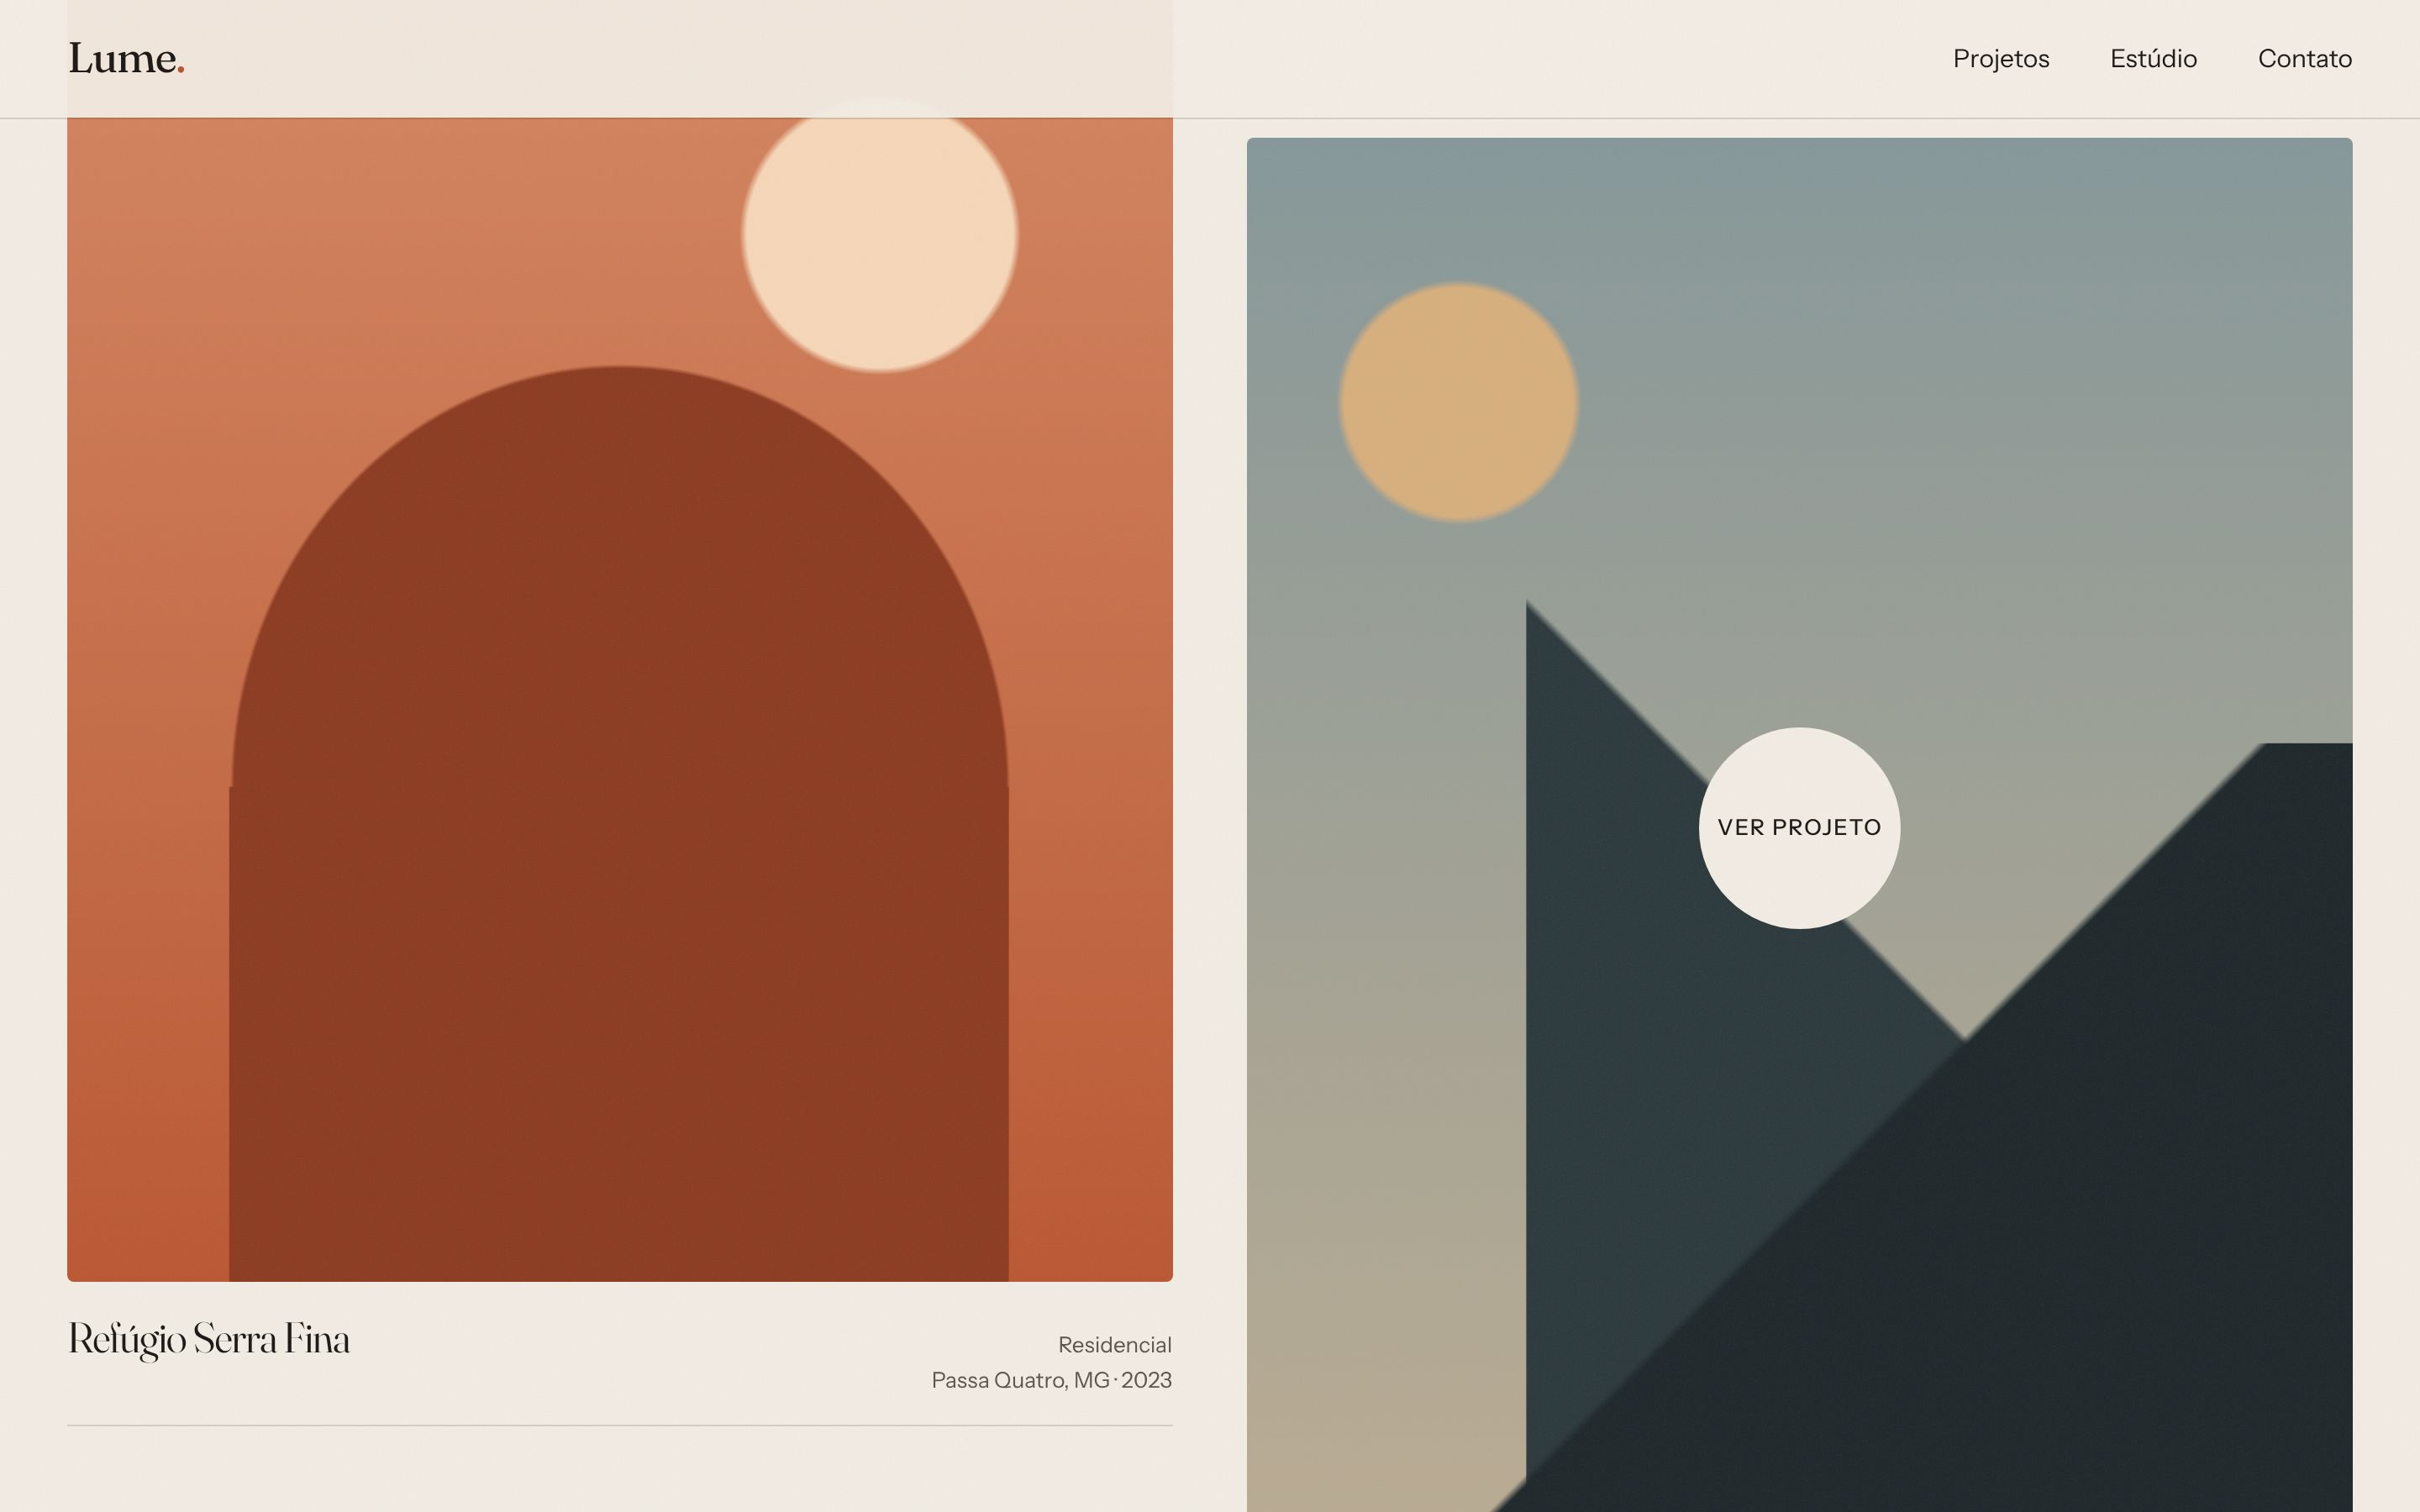 Lume.
Projetos
Estúdio
Contato
VER PROJETO
Refúgio Serra Fina
Residencial
Passa Quatro, MG · 2023